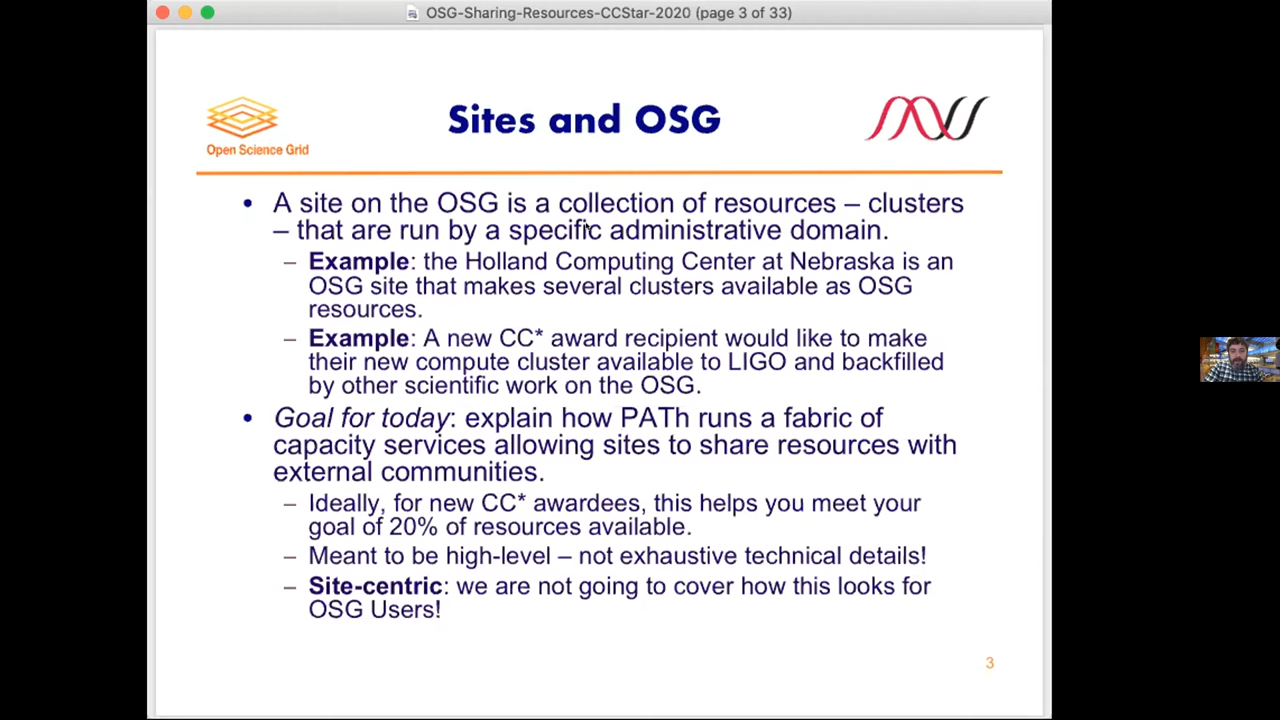 OSG-Sharing-Resources-CCStar-2020 (page 3 of 33)
Open Science Grid
Sites and OSG
• A site on the OSG is a collection of resources – clusters
– that are run by a specific administrative domain.
– Example: the Holland Computing Center at Nebraska is an
OSG site that makes several clusters available as OSG
resources.
– Example: A new CC* award recipient would like to make
their new compute cluster available to LIGO and backfilled
by other scientific work on the OSG.
• Goal for today: explain how PATh runs a fabric of
capacity services allowing sites to share resources with
external communities.
– Ideally, for new CC* awardees, this helps you meet your
goal of 20% of resources available.
– Meant to be high-level – not exhaustive technical details!
– Site-centric: we are not going to cover how this looks for
OSG Users!
3